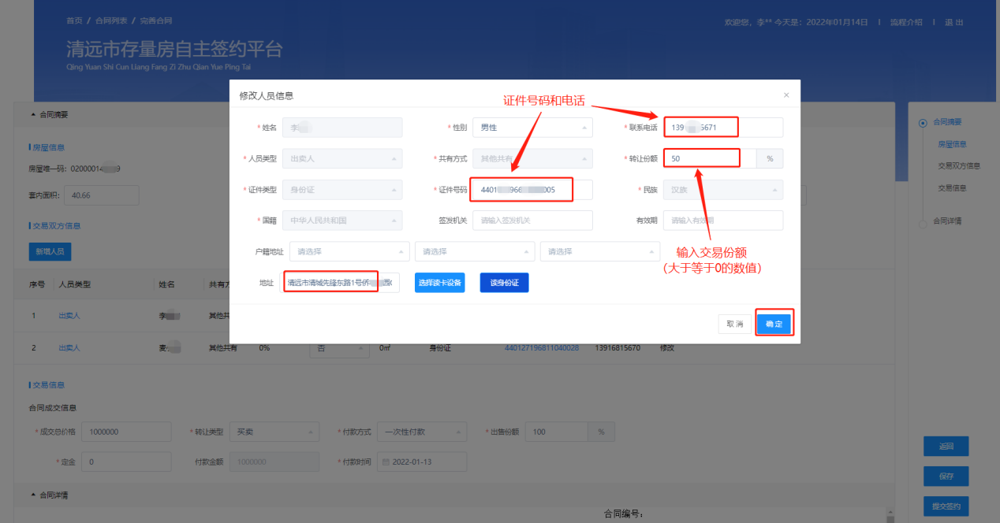 首页 / 合同列表 / 完善合同
欢迎您，李** 今天是：2022年01月14日 | 流程介绍 | 退 出
清远市存量房自主签约平台
Qing Yuan Shi Cun Liang Fang Zi Zhu Qian Yue Ping Tai
修改人员信息 ×
证件号码和电话
* 姓名 李
* 性别 男性
* 联系电话 139 5671
* 人员类型 出卖人
* 共有方式 其他共有
* 转让份额 50 %
* 证件类型 身份证
* 证件号码 4401 966 005
* 民族 汉族
* 国籍 中华人民共和国
签发机关 请输入签发机关
有效期 请输入有效期
户籍地址 请选择 请选择 请选择
输入交易份额
（大于等于0的数值）
地址 清远市清城先锋东路1号侨
选择读卡设备 读身份证
取 消 确 定
合同摘要
房屋信息
房屋唯一码：02000014 9
套内面积： 40.66
交易双方信息
新增人员
序号 人员类型 姓名 共有方
1 出卖人 李 其他共
2 出卖人 麦 其他共有 0% 否 0㎡ 身份证 440127196811040028 13916815670 修改
交易信息
合同成交信息
* 成交总价格 1000000 * 转让类型 买卖 * 付款方式 一次性付款 * 出售份额 100 %
* 定金 0 付款金额 1000000 * 付款时间 2022-01-13
合同详情
合同编号：
合同摘要
房屋信息
交易双方信息
交易信息
合同详情
返回
保存
提交签约